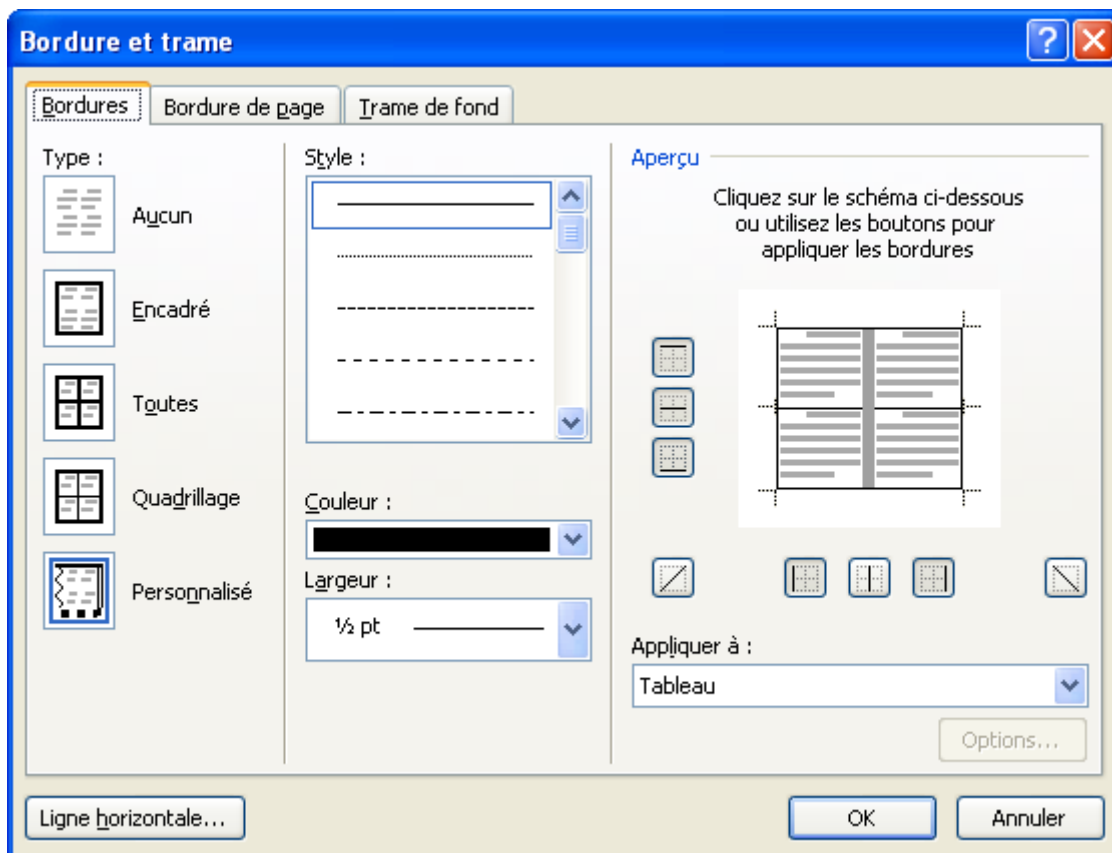 Bordure et trame
Bordures
Bordure de page
Trame de fond
Type :
Aucun
Encadré
Toutes
Quadrillage
Personnalisé
Style :
Couleur :
Largeur :
½ pt
Aperçu
Cliquez sur le schéma ci-dessous
ou utilisez les boutons pour
appliquer les bordures
Appliquer à :
Tableau
Options...
Ligne horizontale...
OK
Annuler